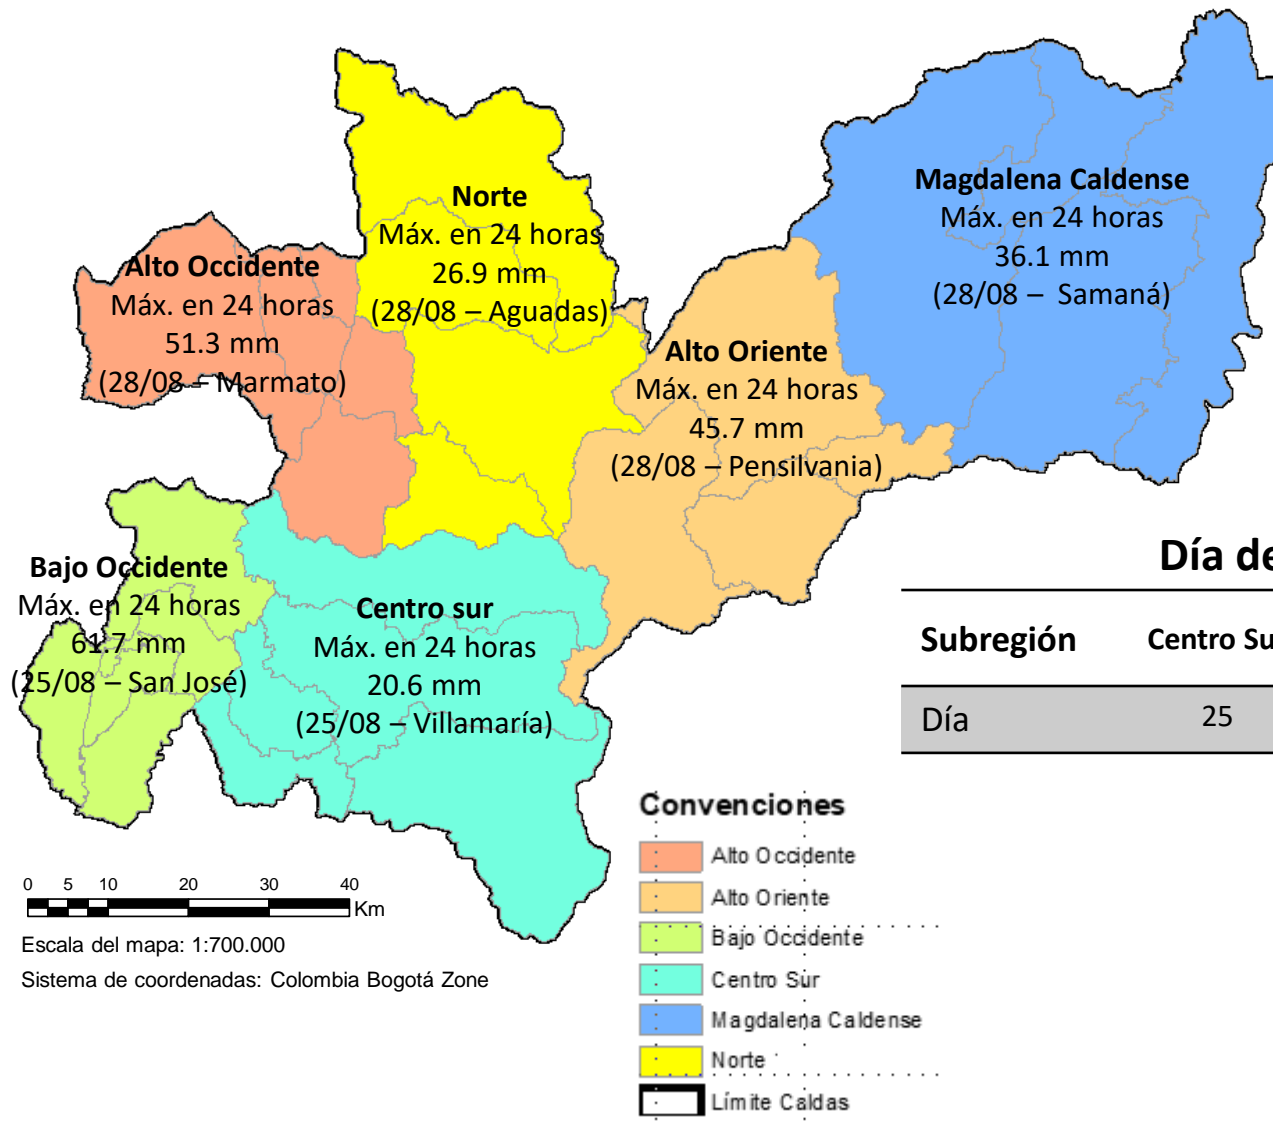 Norte
Máx. en 24 horas
26.9 mm
(28/08 – Aguadas)
Magdalena Caldense
Máx. en 24 horas
36.1 mm
(28/08 – Samaná)
Alto Occidente
Máx. en 24 horas
51.3 mm
(28/08 – Marmato)
Alto Oriente
Máx. en 24 horas
45.7 mm
(28/08 – Pensilvania)
Bajo Occidente
Máx. en 24 horas
61.7 mm
(25/08 – San José)
Centro sur
Máx. en 24 horas
20.6 mm
(25/08 – Villamaría)
Día de
Subregión Centro Su
Día 25
Convenciones
Alto Occidente
Alto Oriente
Bajo Occidente
Centro Sur
Magdalena Caldense
Norte
Límite Caldas
0 5 10 20 30 40
Km
Escala del mapa: 1:700.000
Sistema de coordenadas: Colombia Bogotá Zone